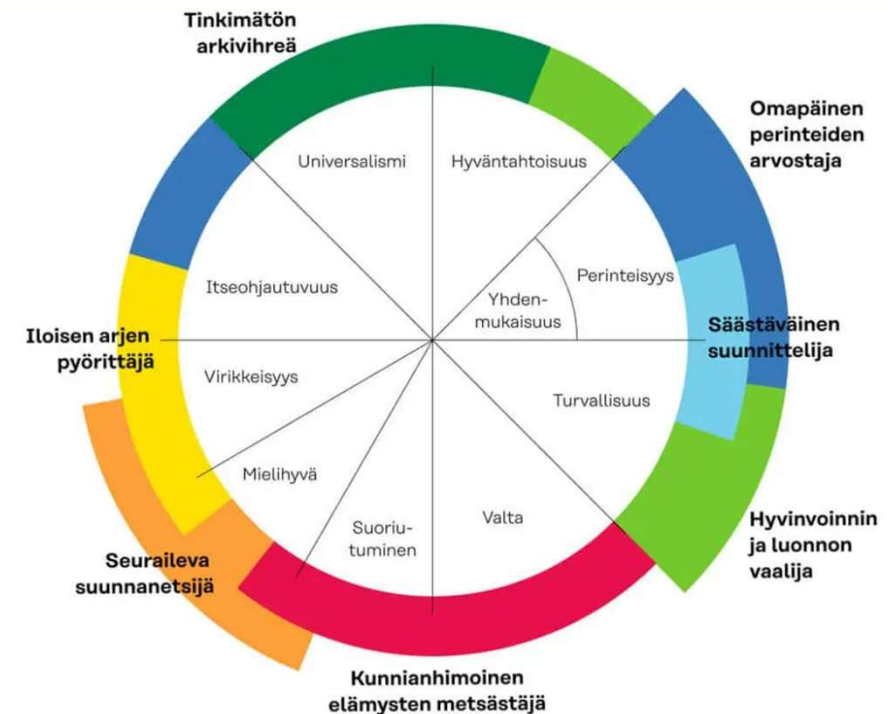 Tinkimätön
arkivihreä
Omapäinen
perinteiden
arvostaja
Universalismi
Hyväntahtoisuus
Perinteisyys
Itseohjautuvuus
Yhden-
mukaisuus
Iloisen arjen
pyörittäjä
Säästäväinen
suunnittelija
Virikkeisyys
Turvallisuus
Mielihyvä
Suoriu-
tuminen
Valta
Hyvinvoinnin
ja luonnon
vaalija
Seuraileva
suunnanetsijä
Kunnianhimoinen
elämysten metsästäjä